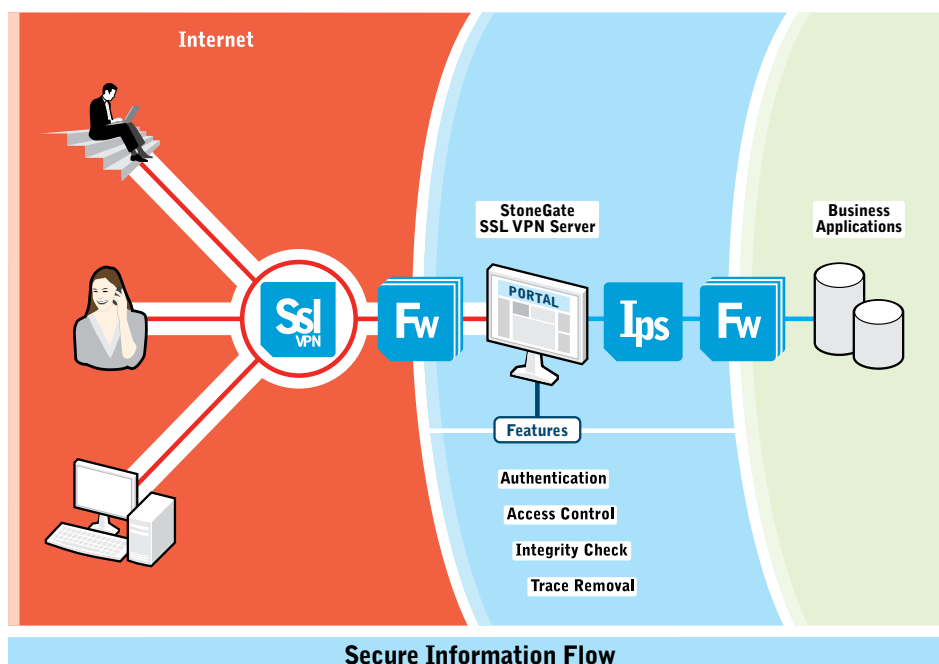 Internet
StoneGate
SSL VPN Server
Business
Applications
Ssl
VPN
Fw
PORTAL
Ips
Fw
Features
Authentication
Access Control
Integrity Check
Trace Removal
Secure Information Flow